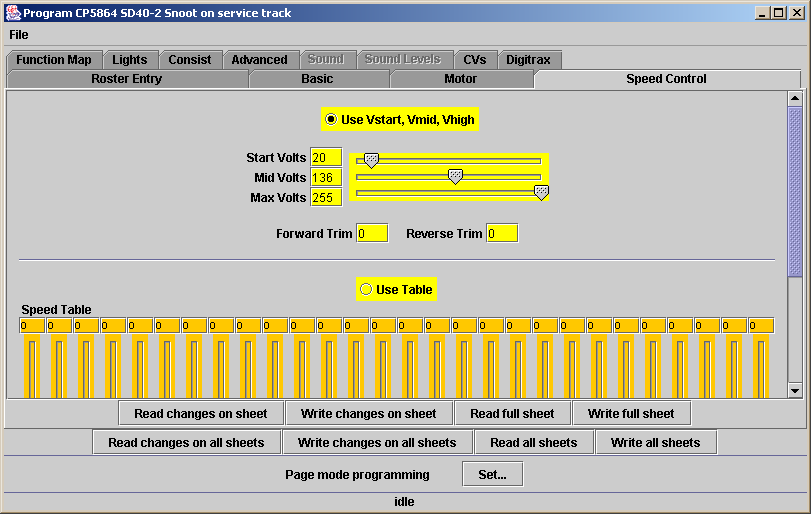 Program CP5864 SD40-2 Snoot on service track
File
Function Map Lights Consist Advanced Sound Sound Levels CVs Digitrax
Roster Entry Basic Motor Speed Control
Use Vstart, Vmid, Vhigh
Start Volts 20
Mid Volts 136
Max Volts 255
Forward Trim 0 Reverse Trim 0
Use Table
Speed Table
0 0 0 0 0 0 0 0 0 0 0 0 0 0 0 0 0 0 0 0 0 0 0 0 0 0 0 0
Read changes on sheet Write changes on sheet Read full sheet Write full sheet
Read changes on all sheets Write changes on all sheets Read all sheets Write all sheets
Page mode programming Set...
idle